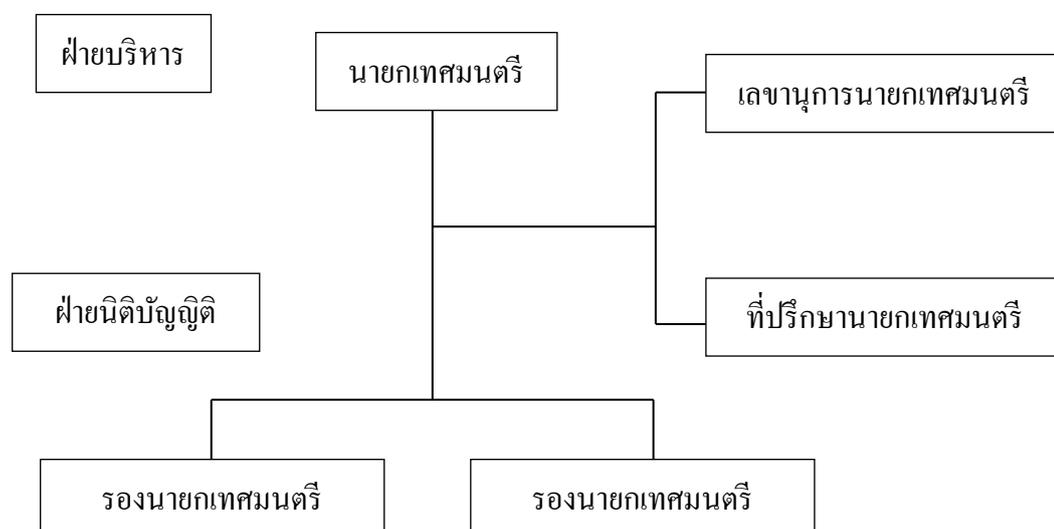 ฝ่ายบริหาร
นายกเทศมนตรี
เลขานุการนายกเทศมนตรี
ฝ่ายนิติบัญญิติ
ที่ปรึกษานายกเทศมนตรี
รองนายกเทศมนตรี
รองนายกเทศมนตรี